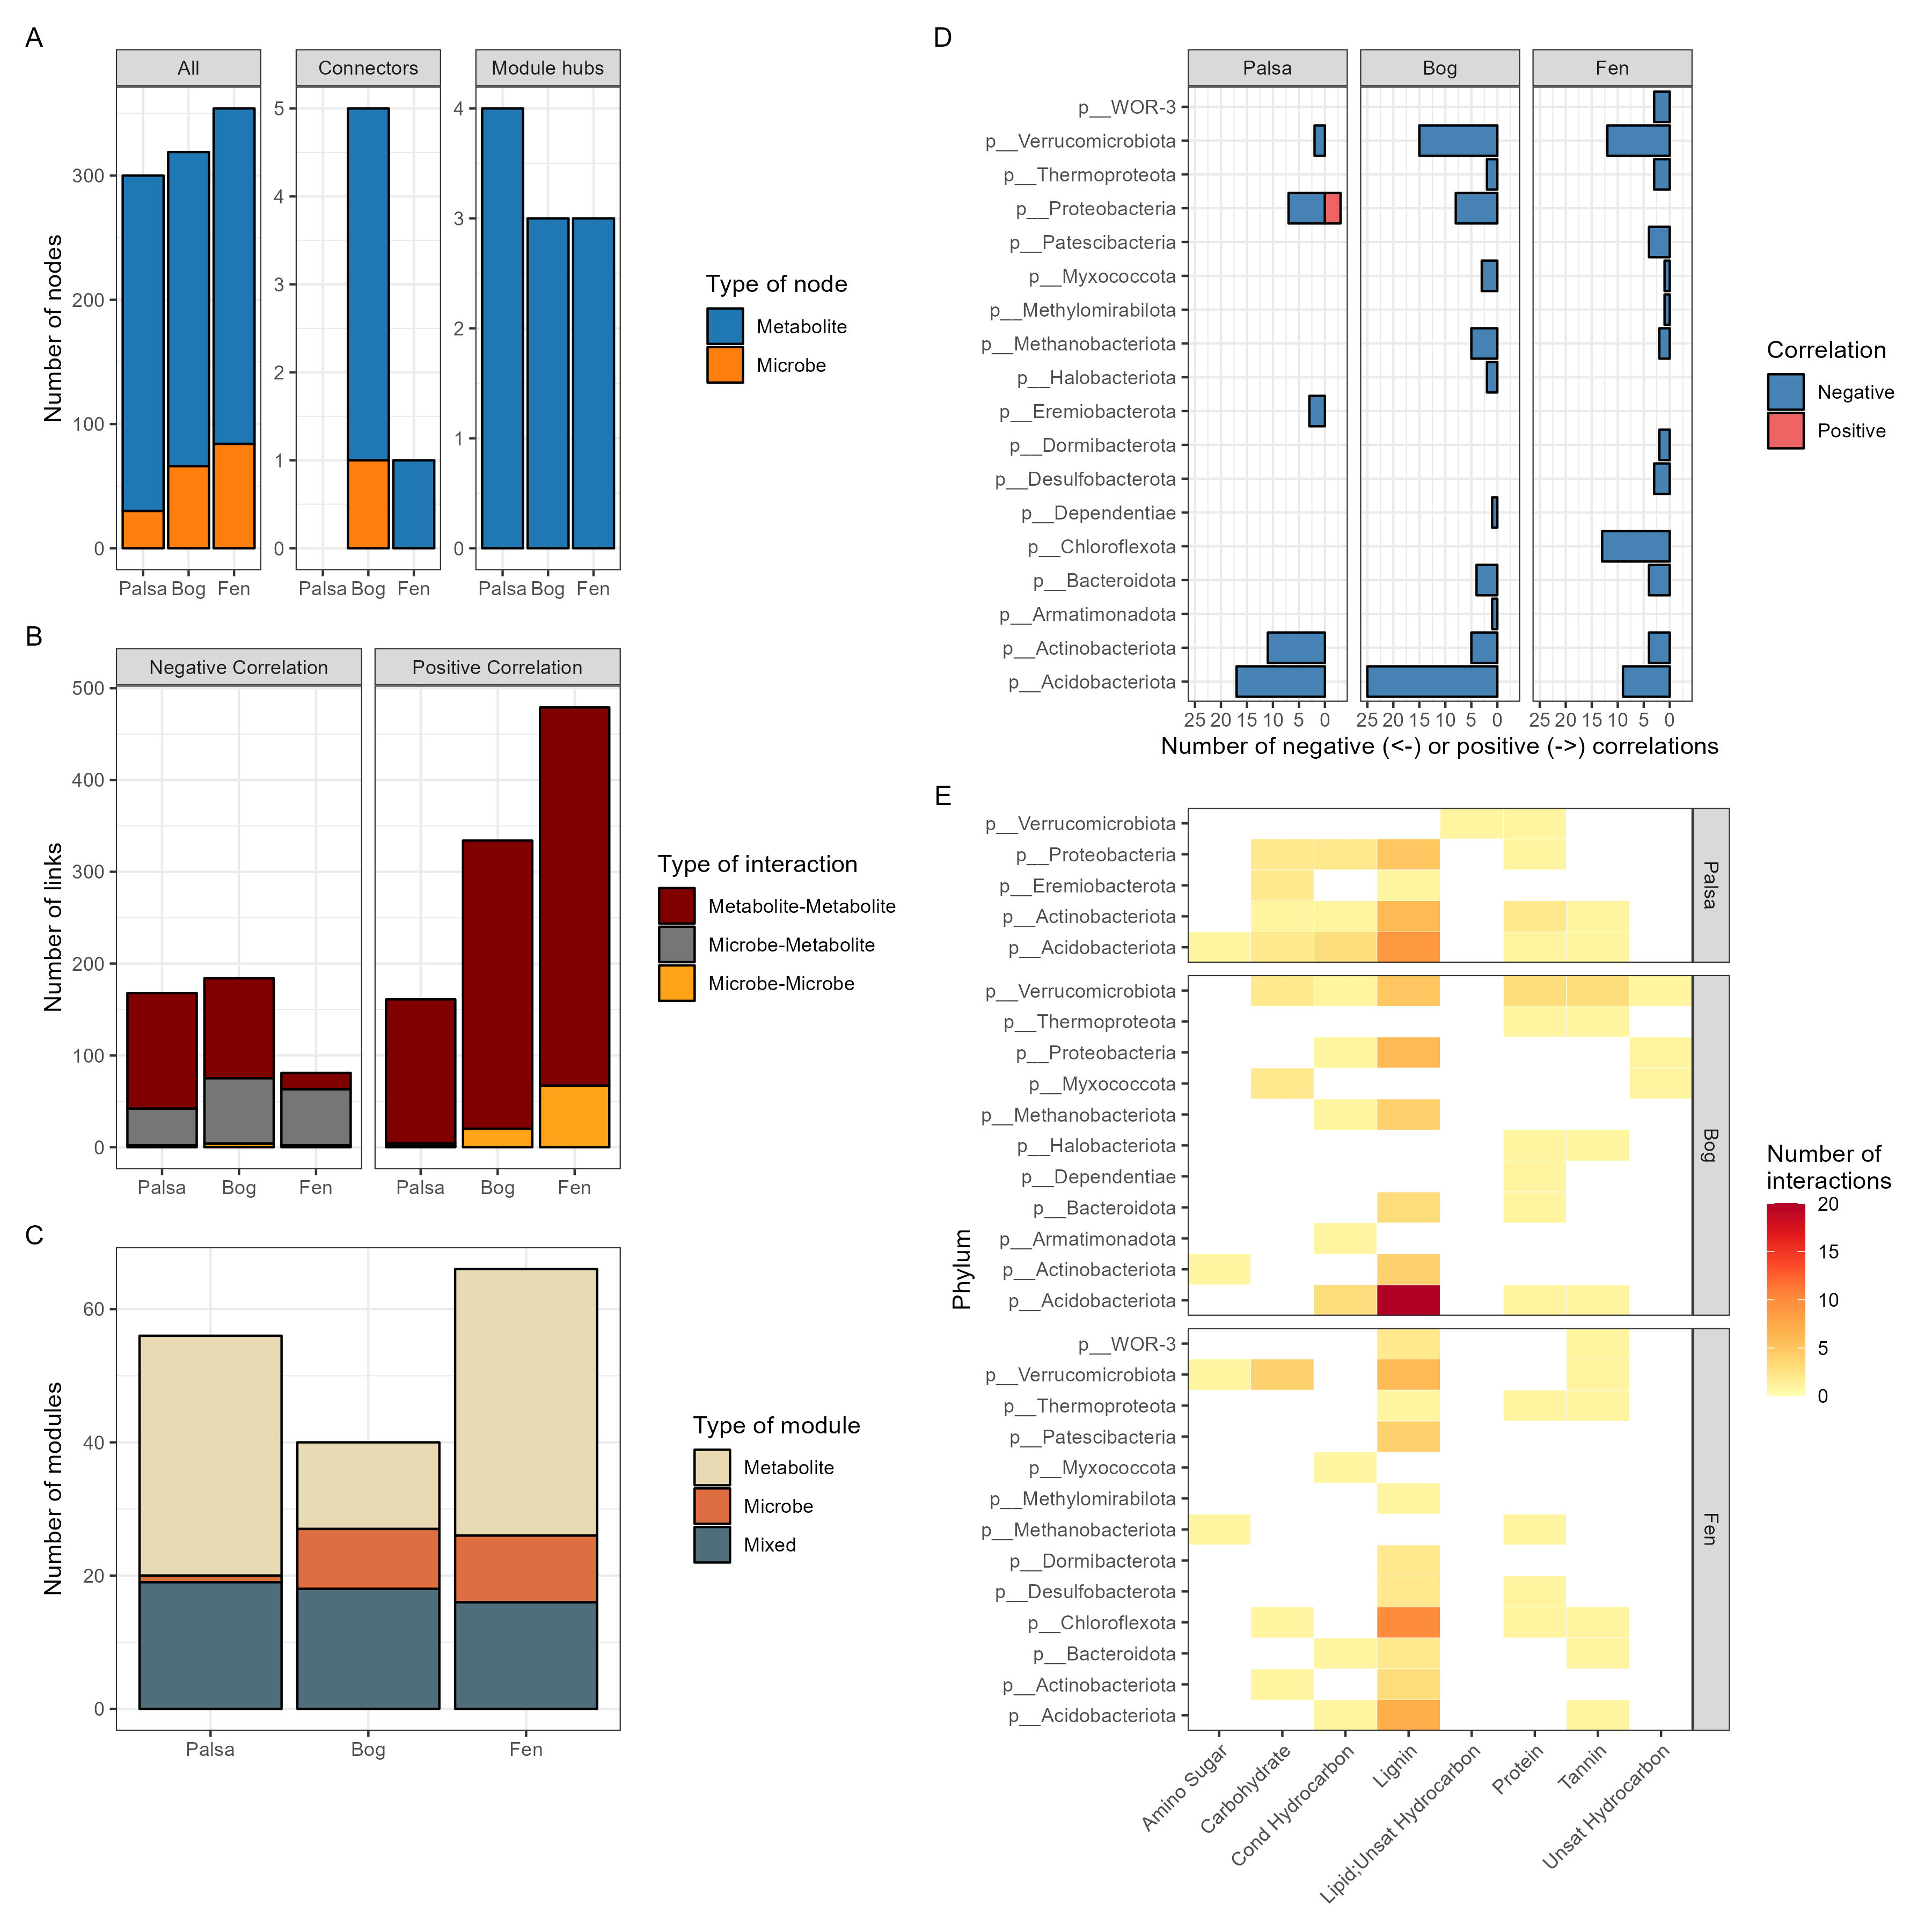 A
All
Connectors
Module hubs
Number of nodes
0
100
200
300
0
1
2
3
4
5
0
1
2
3
4
Palsa Bog Fen
Palsa Bog Fen
Palsa Bog Fen
Type of node
Metabolite
Microbe
B
Negative Correlation
Positive Correlation
Number of links
500
400
300
200
100
0
Palsa Bog Fen
Palsa Bog Fen
Type of interaction
Metabolite-Metabolite
Microbe-Metabolite
Microbe-Microbe
C
Number of modules
60
40
20
0
Palsa Bog Fen
Type of module
Metabolite
Microbe
Mixed
D
Palsa
Bog
Fen
p__WOR-3
p__Verrucomicrobiota
p__Thermoproteota
p__Proteobacteria
p__Patescibacteria
p__Myxococcota
p__Methylomirabilota
p__Methanobacteriota
p__Halobacteriota
p__Eremiobacterota
p__Dormibacterota
p__Desulfobacterota
p__Dependentiae
p__Chloroflexota
p__Bacteroidota
p__Armatimonadota
p__Actinobacteriota
p__Acidobacteriota
25 20 15 10 5 0
25 20 15 10 5 0
25 20 15 10 5 0
Number of negative (<-) or positive (->) correlations
Correlation
Negative
Positive
E
Phylum
p__Verrucomicrobiota
p__Proteobacteria
p__Eremiobacterota
p__Actinobacteriota
p__Acidobacteriota
Palsa
p__Verrucomicrobiota
p__Thermoproteota
p__Proteobacteria
p__Myxococcota
p__Methanobacteriota
p__Halobacteriota
p__Dependentiae
p__Bacteroidota
p__Armatimonadota
p__Actinobacteriota
p__Acidobacteriota
Bog
p__WOR-3
p__Verrucomicrobiota
p__Thermoproteota
p__Patescibacteria
p__Myxococcota
p__Methylomirabilota
p__Methanobacteriota
p__Dormibacterota
p__Desulfobacterota
p__Chloroflexota
p__Bacteroidota
p__Actinobacteriota
p__Acidobacteriota
Fen
Amino Sugar
Carbohydrate
Cond Hydrocarbon
Lignin
Lipid;Unsat Hydrocarbon
Protein
Tannin
Unsat Hydrocarbon
Number of
interactions
20
15
10
5
0